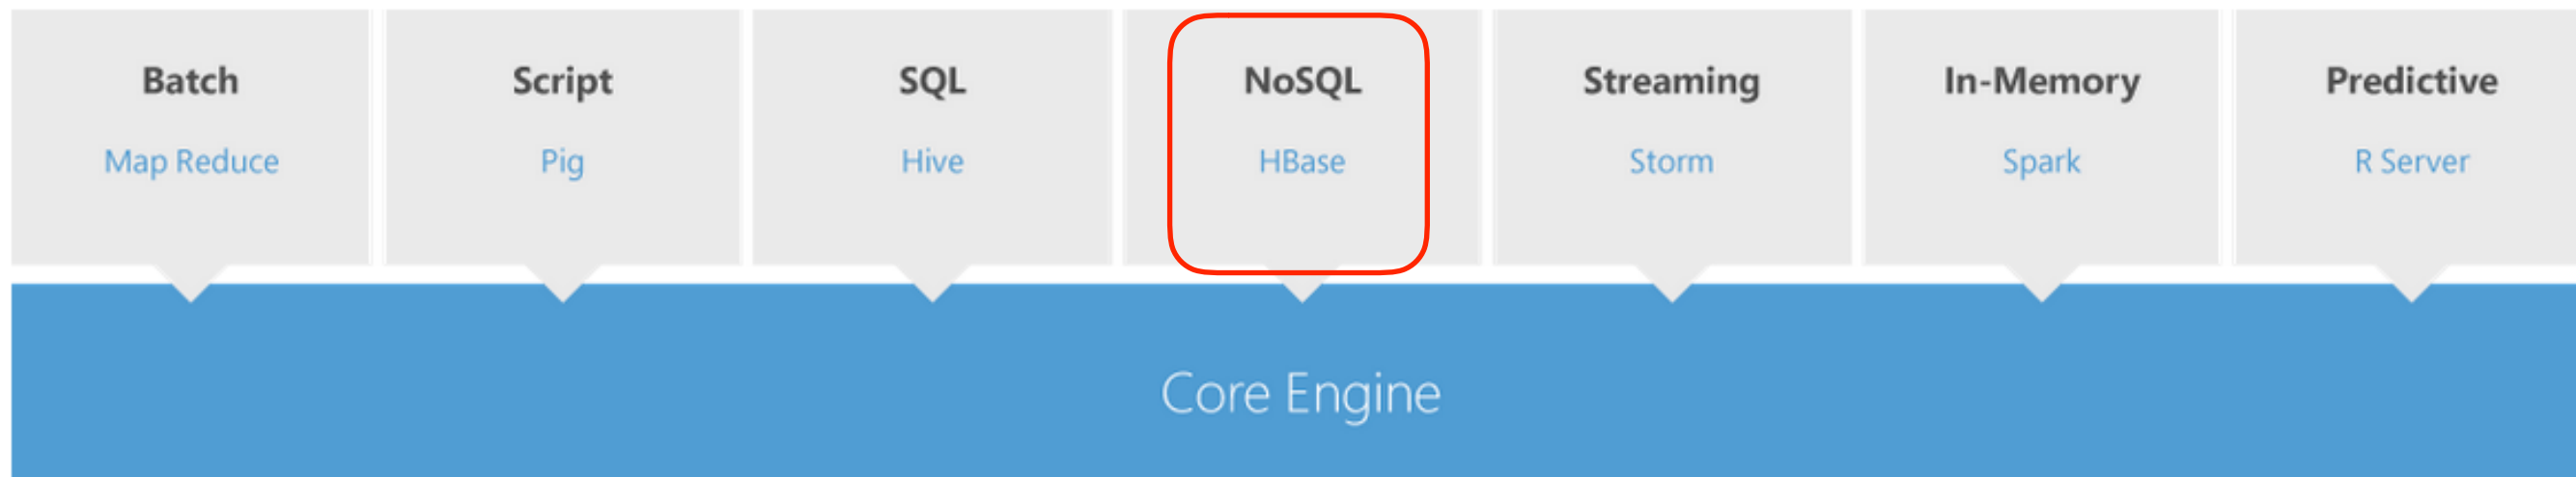 Batch
Map Reduce
Script
Pig
SQL
Hive
NoSQL
HBase
Streaming
Storm
In-Memory
Spark
Predictive
R Server
Core Engine